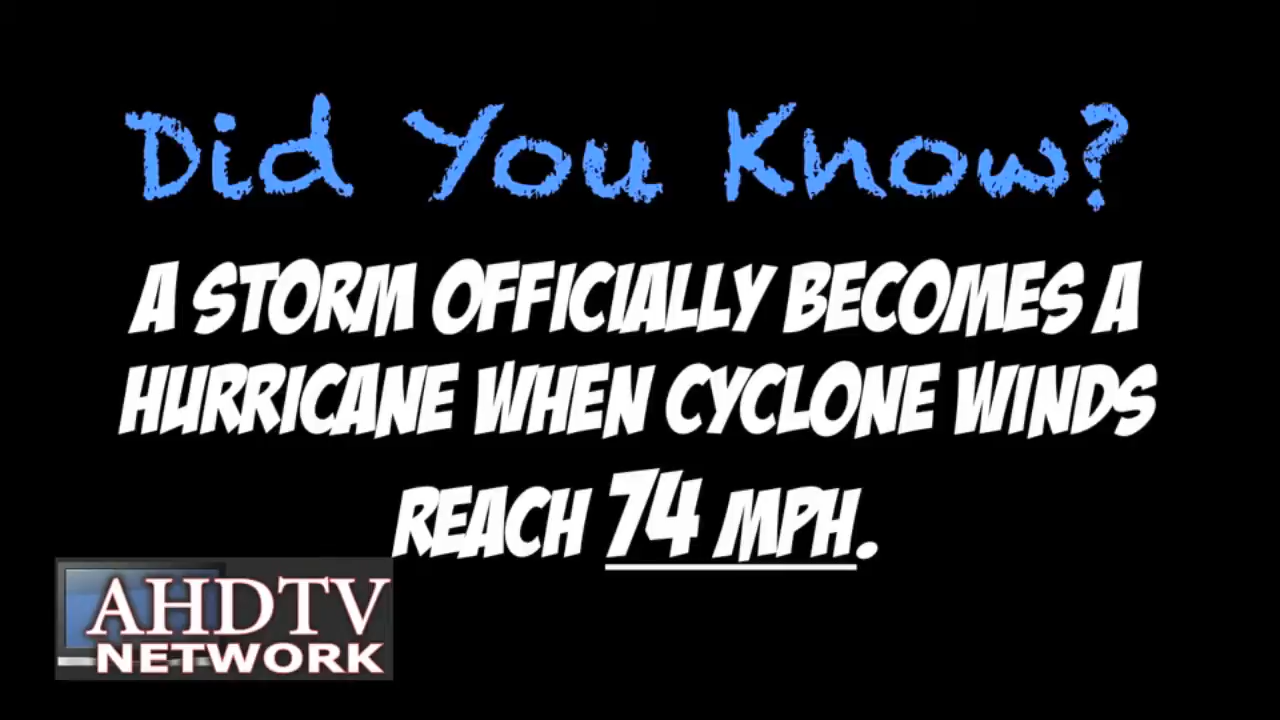 Did You Know?
A STORM OFFICIALLY BECOMES A
HURRICANE WHEN CYCLONE WINDS
REACH 74 MPH.
AHDTV
NETWORK